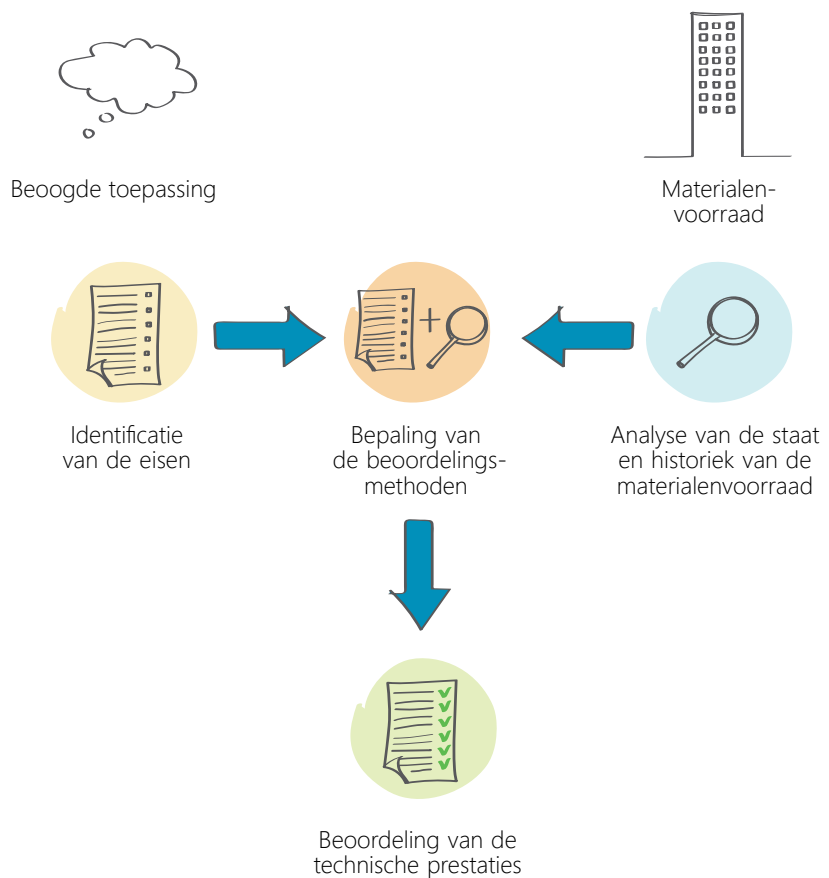 Beoogde toepassing
Materialen-
voorraad
Identificatie
van de eisen
Bepaling van
de beoordelings-
methoden
Analyse van de staat
en historiek van de
materialenvoorraad
Beoordeling van de
technische prestaties